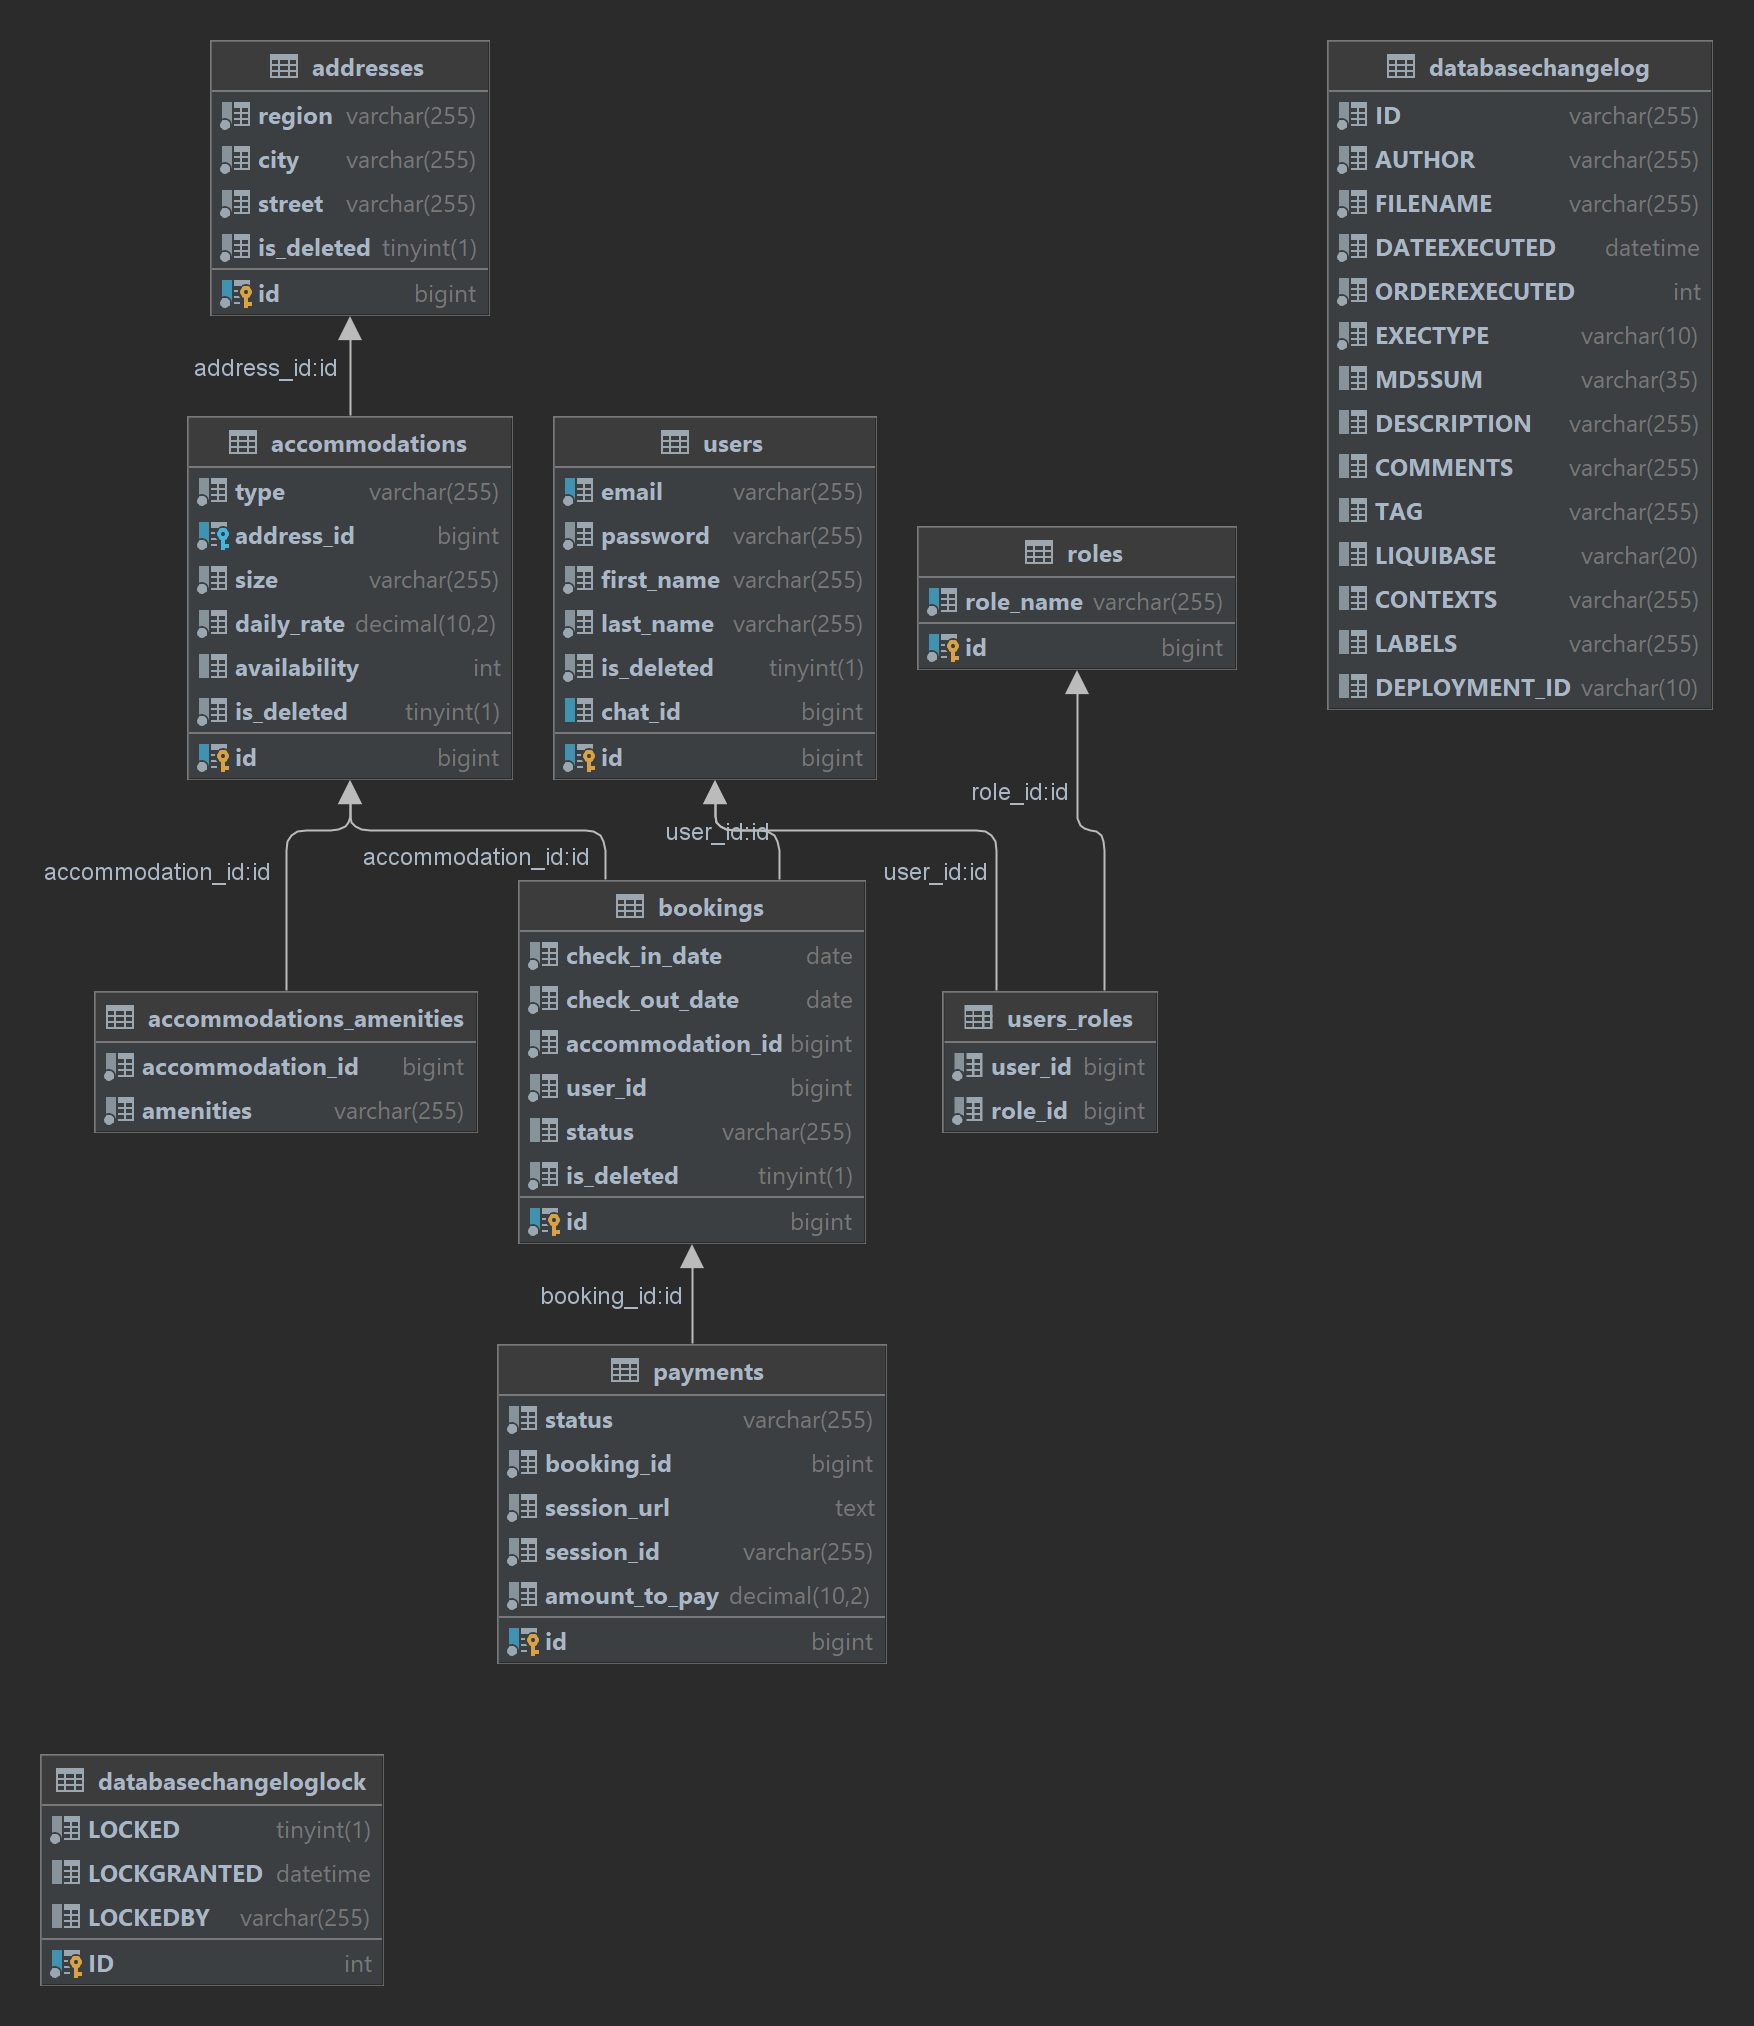 addresses
region varchar(255)
city varchar(255)
street varchar(255)
is_deleted tinyint(1)
id bigint
address_id:id
accommodations
type varchar(255)
address_id bigint
size varchar(255)
daily_rate decimal(10,2)
availability int
is_deleted tinyint(1)
id bigint
users
email varchar(255)
password varchar(255)
first_name varchar(255)
last_name varchar(255)
is_deleted tinyint(1)
chat_id bigint
id bigint
roles
role_name varchar(255)
id bigint
databasechangelog
ID varchar(255)
AUTHOR varchar(255)
FILENAME varchar(255)
DATEEXECUTED datetime
ORDEREXECUTED int
EXECTYPE varchar(10)
MD5SUM varchar(35)
DESCRIPTION varchar(255)
COMMENTS varchar(255)
TAG varchar(255)
LIQUIBASE varchar(20)
CONTEXTS varchar(255)
LABELS varchar(255)
DEPLOYMENT_ID varchar(10)
role_id:id
user_id:id
accommodation_id:id
accommodation_id:id
user_id:id
bookings
check_in_date date
check_out_date date
accommodation_id bigint
user_id bigint
status varchar(255)
is_deleted tinyint(1)
id bigint
accommodations_amenities
accommodation_id bigint
amenities varchar(255)
users_roles
user_id bigint
role_id bigint
booking_id:id
payments
status varchar(255)
booking_id bigint
session_url text
session_id varchar(255)
amount_to_pay decimal(10,2)
id bigint
databasechangeloglock
LOCKED tinyint(1)
LOCKGRANTED datetime
LOCKEDBY varchar(255)
ID int